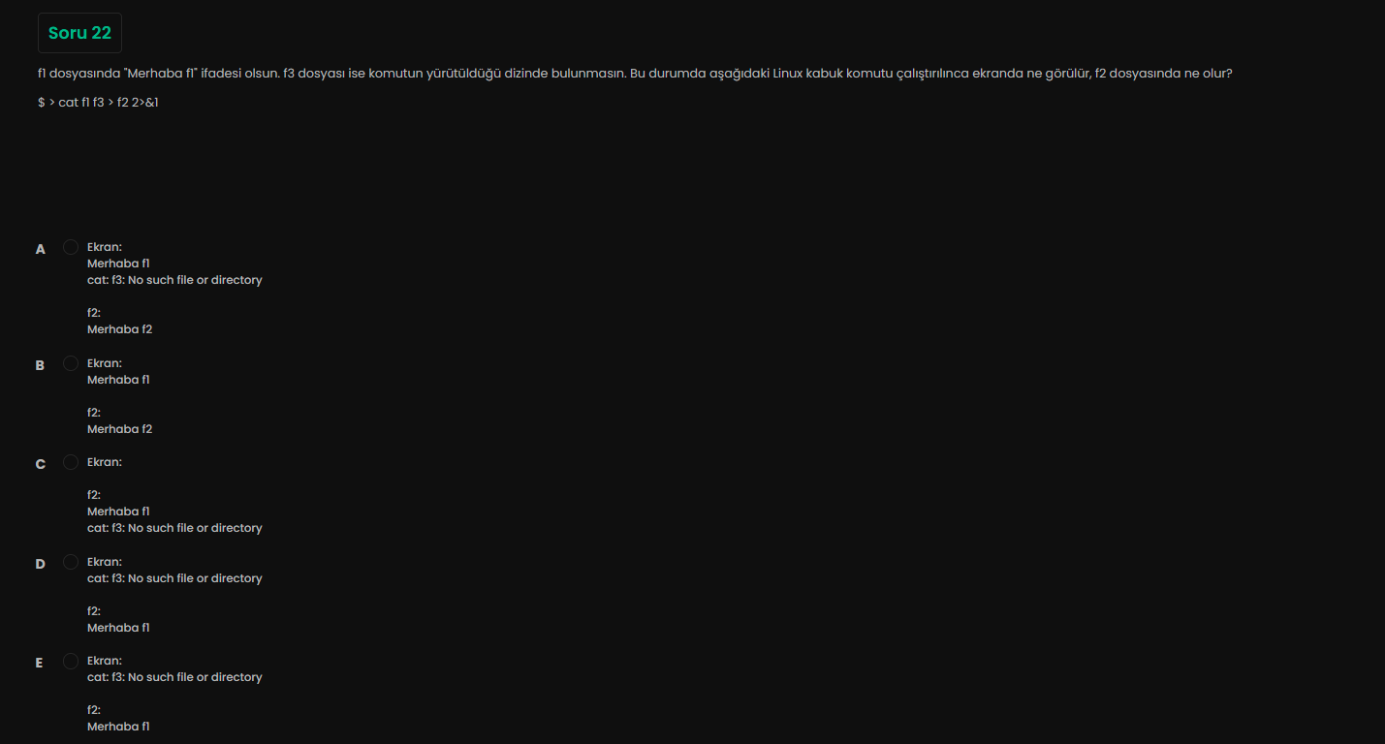 Soru 22
f1 dosyasında "Merhaba f1" ifadesi olsun. f3 dosyası ise komutun yürütüldüğü dizinde bulunmasın. Bu durumda aşağıdaki Linux kabuk komutu çalıştırılınca ekranda ne görülür, f2 dosyasında ne olur?
$ > cat f1 f3 > f2 2>&1
A Ekran:
Merhaba f1
cat: f3: No such file or directory
f2:
Merhaba f2
B Ekran:
Merhaba f1
f2:
Merhaba f2
C Ekran:
f2:
Merhaba f1
cat: f3: No such file or directory
D Ekran:
cat: f3: No such file or directory
f2:
Merhaba f1
E Ekran:
cat: f3: No such file or directory
f2:
Merhaba f1